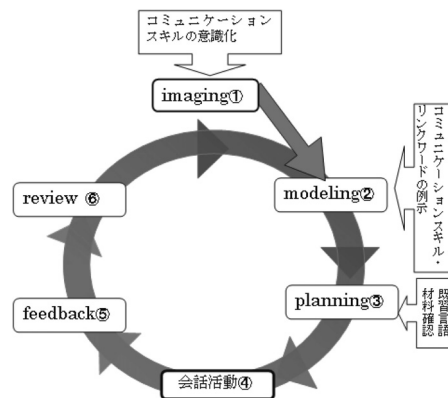 コミュニケーション
スキルの意識化
imaging①
modeling②
コミュニケーションスキル・
リンクワードの例示
planning③
既習言語
材料確認
会話活動④
feedback⑤
review ⑥